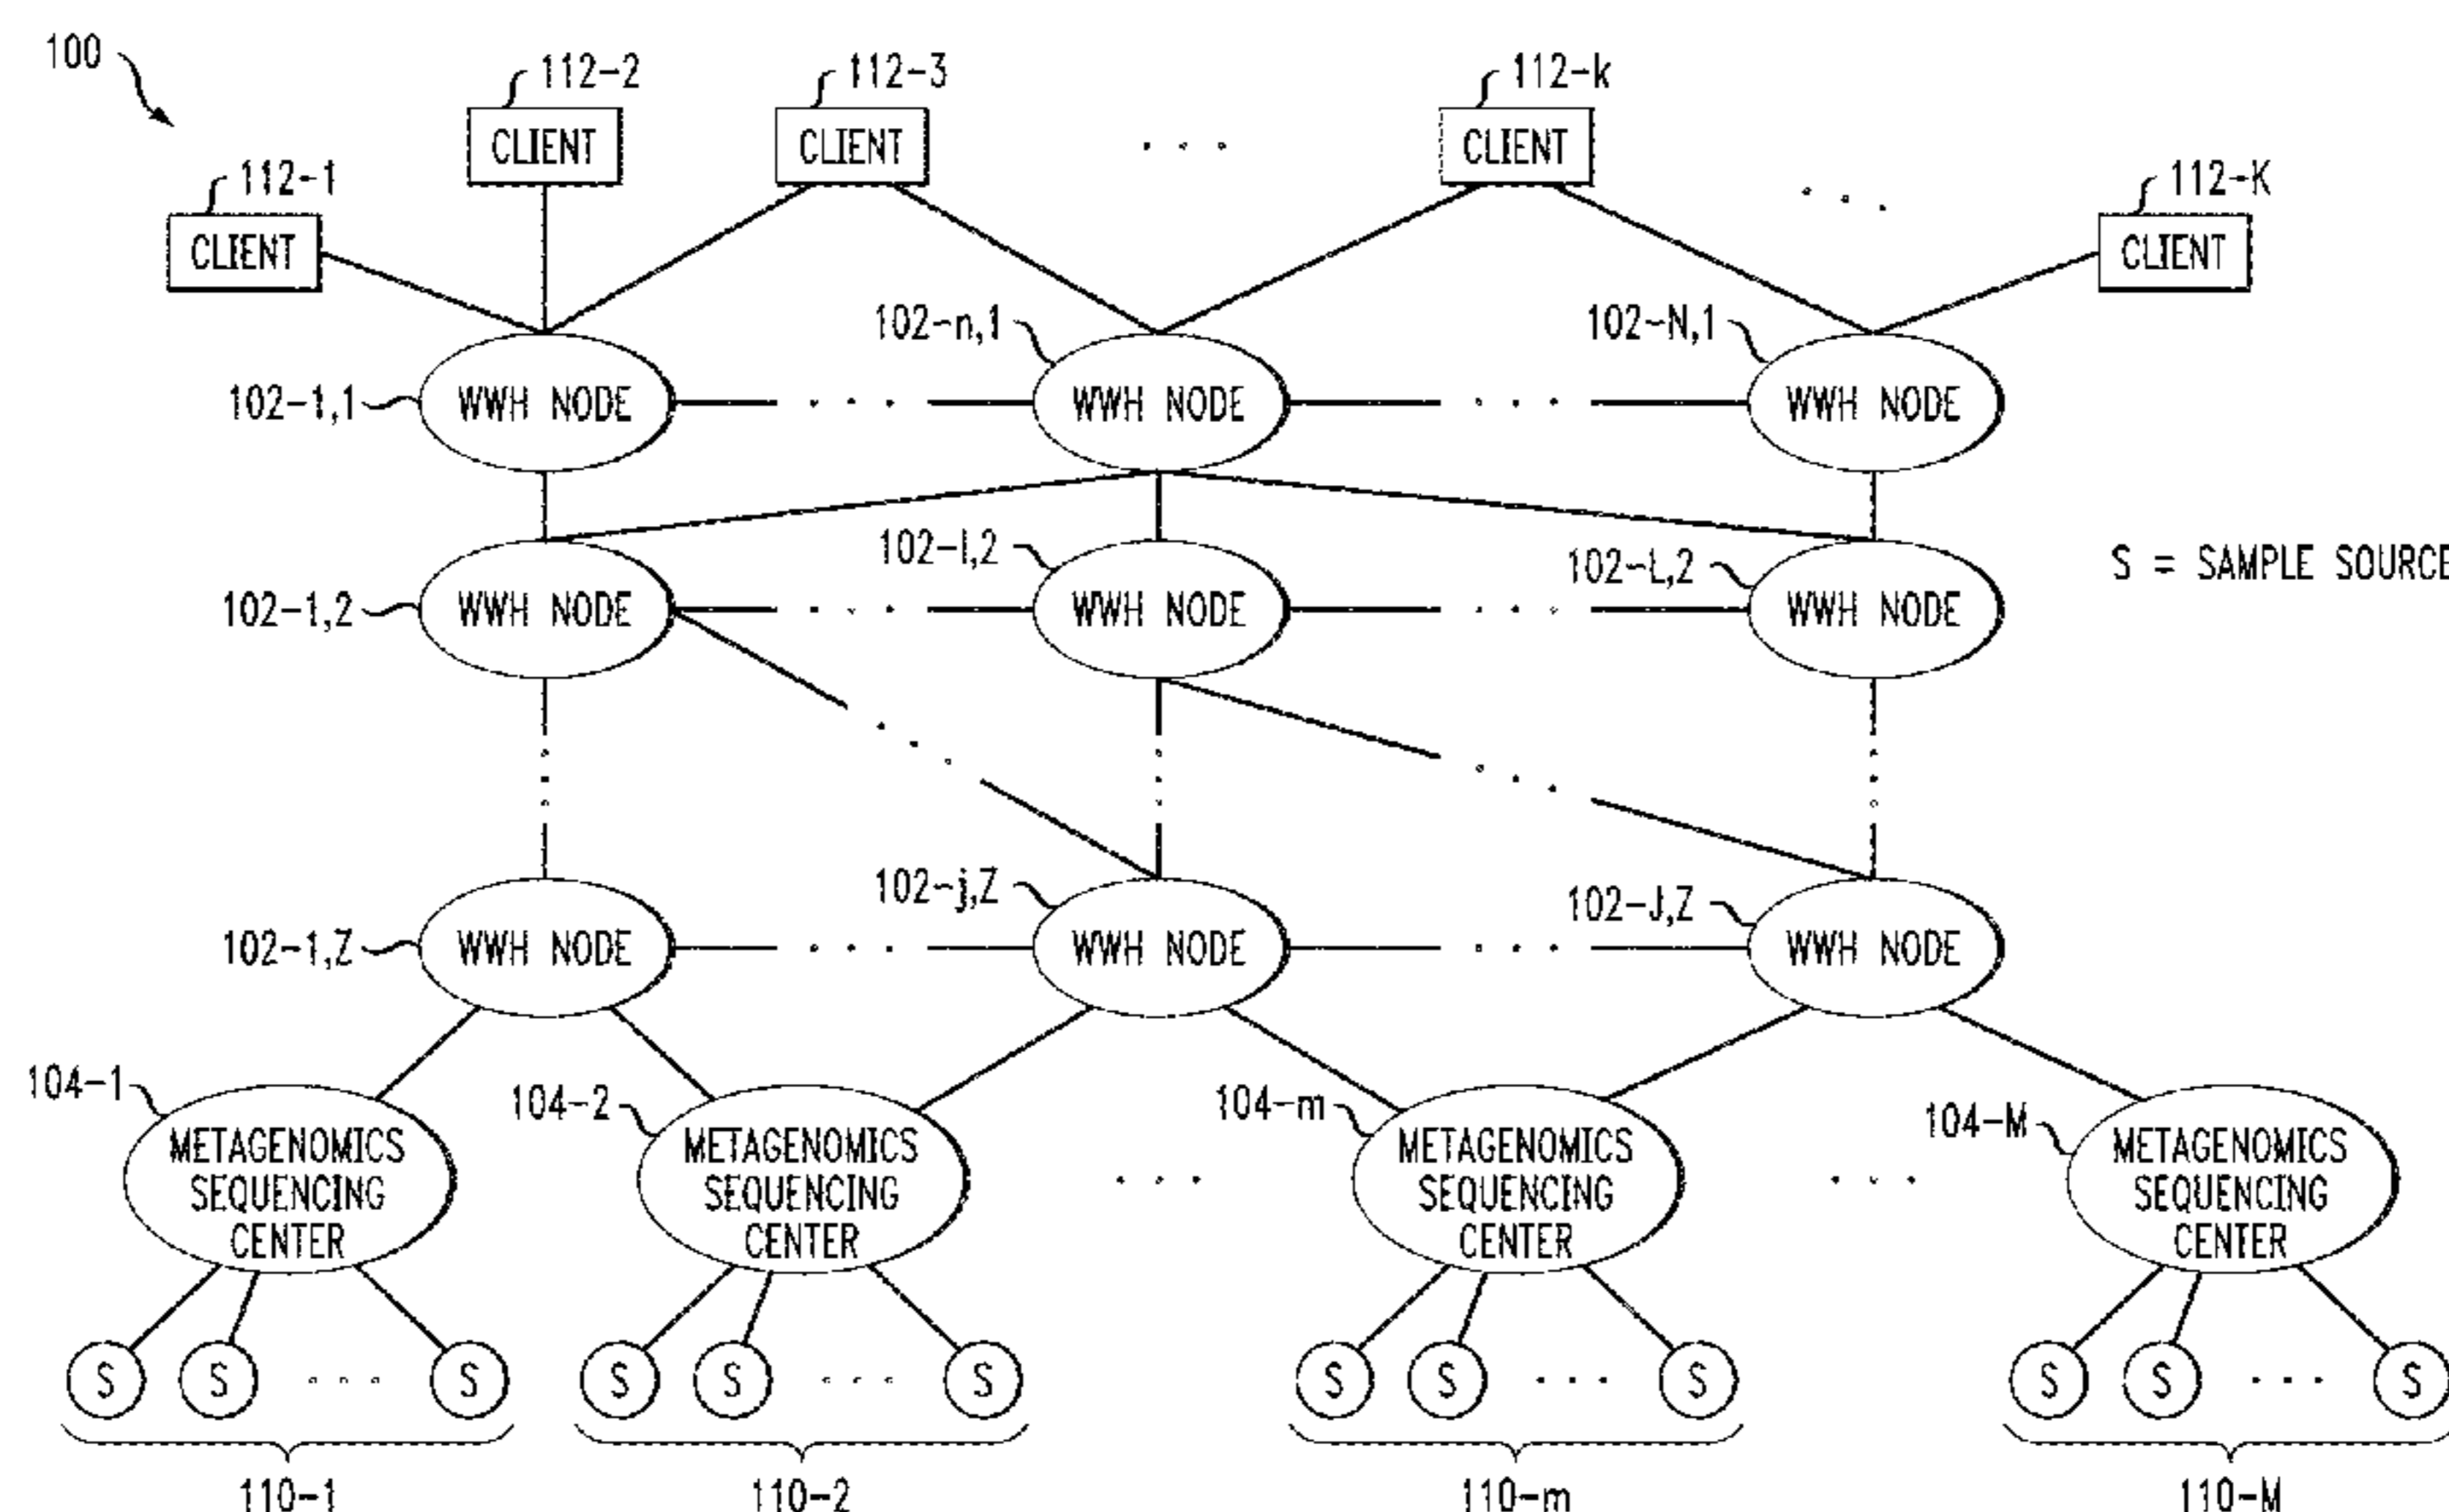 100
112-2
112-3
112-k
CLIENT
CLIENT
CLIENT
112-1
112-K
CLIENT
CLIENT
102-n,1
102-N,1
102-1,1
WWH NODE
WWH NODE
WWH NODE
102-l,2
102-L,2
S = SAMPLE SOURCE
102-1,2
WWH NODE
WWH NODE
WWH NODE
102-j,Z
102-J,Z
102-1,Z
WWH NODE
WWH NODE
WWH NODE
104-1
104-2
104-m
104-M
METAGENOMICS
SEQUENCING
CENTER
METAGENOMICS
SEQUENCING
CENTER
METAGENOMICS
SEQUENCING
CENTER
METAGENOMICS
SEQUENCING
CENTER
S S ... S
S S ... S
S S ... S
S S ... S
110-1
110-2
110-m
110-M